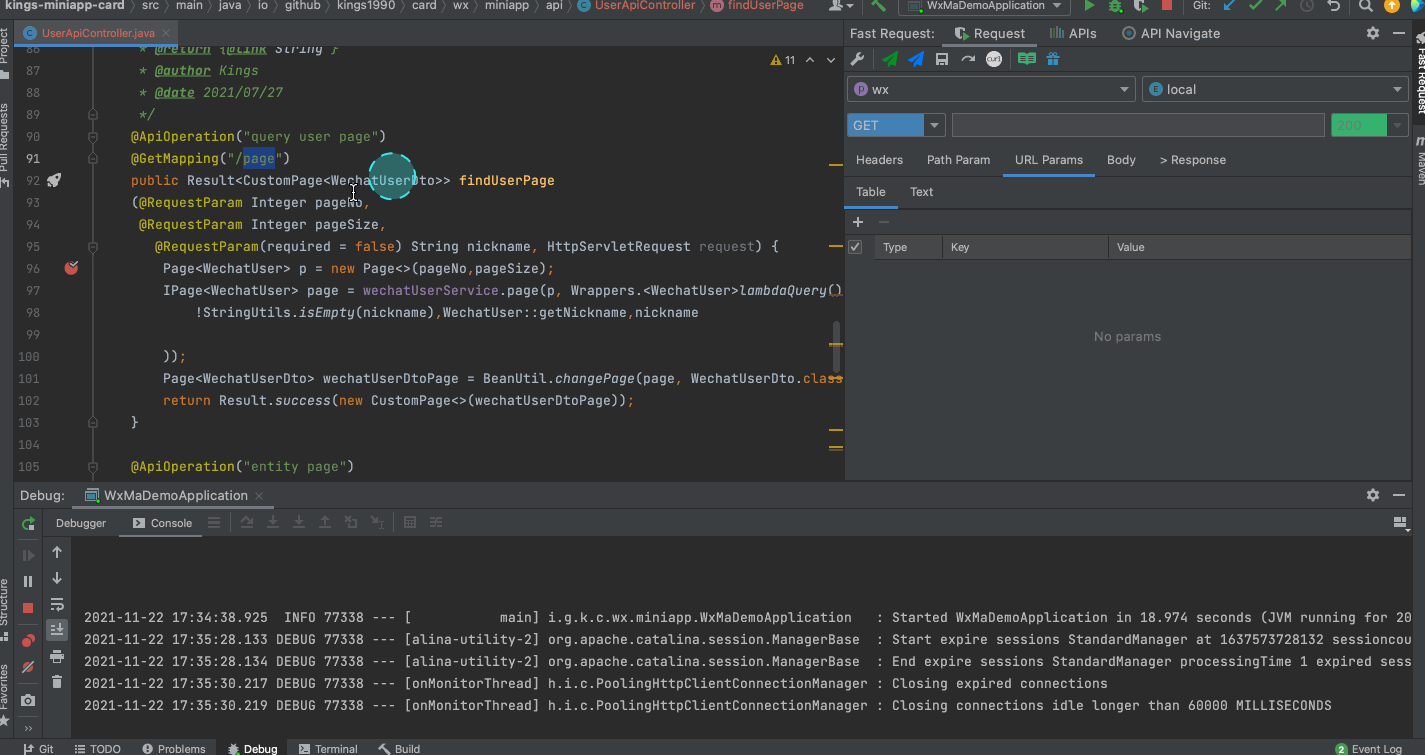 kings-miniapp-card › src › main › java › io › github › kings1990 › card › wx › miniapp › api › UserApiController › findUserPage WxMaDemoApplication Git:
Project
Pull Requests
Structure
Favorites
UserApiController.java
11
86 * @return {@link String }
87 * @author Kings
88 * @date 2021/07/27
89 */
90 @ApiOperation("query user page")
91 @GetMapping("/page")
92 public Result<CustomPage<WechatUserDto>> findUserPage
93 (@RequestParam Integer pageNo,
94 @RequestParam Integer pageSize,
95 @RequestParam(required = false) String nickname, HttpServletRequest request) {
96 Page<WechatUser> p = new Page<>(pageNo,pageSize);
97 IPage<WechatUser> page = wechatUserService.page(p, Wrappers.<WechatUser>lambdaQuery()
98 !StringUtils.isEmpty(nickname),WechatUser::getNickname,nickname
99
100 ));
101 Page<WechatUserDto> wechatUserDtoPage = BeanUtil.changePage(page, WechatUserDto.class
102 return Result.success(new CustomPage<>(wechatUserDtoPage));
103 }
104
105 @ApiOperation("entity page")
Fast Request: Request APIs API Navigate
curl
wx local
GET 200
Headers Path Param URL Params Body > Response
Table Text
Type Key Value
No params
Fast Request
Maven
Debug: WxMaDemoApplication
Debugger Console
2021-11-22 17:34:38.925 INFO 77338 --- [ main] i.g.k.c.wx.miniapp.WxMaDemoApplication : Started WxMaDemoApplication in 18.974 seconds (JVM running for 20
2021-11-22 17:35:28.133 DEBUG 77338 --- [alina-utility-2] org.apache.catalina.session.ManagerBase : Start expire sessions StandardManager at 1637573728132 sessioncou
2021-11-22 17:35:28.134 DEBUG 77338 --- [alina-utility-2] org.apache.catalina.session.ManagerBase : End expire sessions StandardManager processingTime 1 expired sess
2021-11-22 17:35:30.217 DEBUG 77338 --- [onMonitorThread] h.i.c.PoolingHttpClientConnectionManager : Closing expired connections
2021-11-22 17:35:30.219 DEBUG 77338 --- [onMonitorThread] h.i.c.PoolingHttpClientConnectionManager : Closing connections idle longer than 60000 MILLISECONDS
Git TODO Problems Debug Terminal Build 2 Event Log